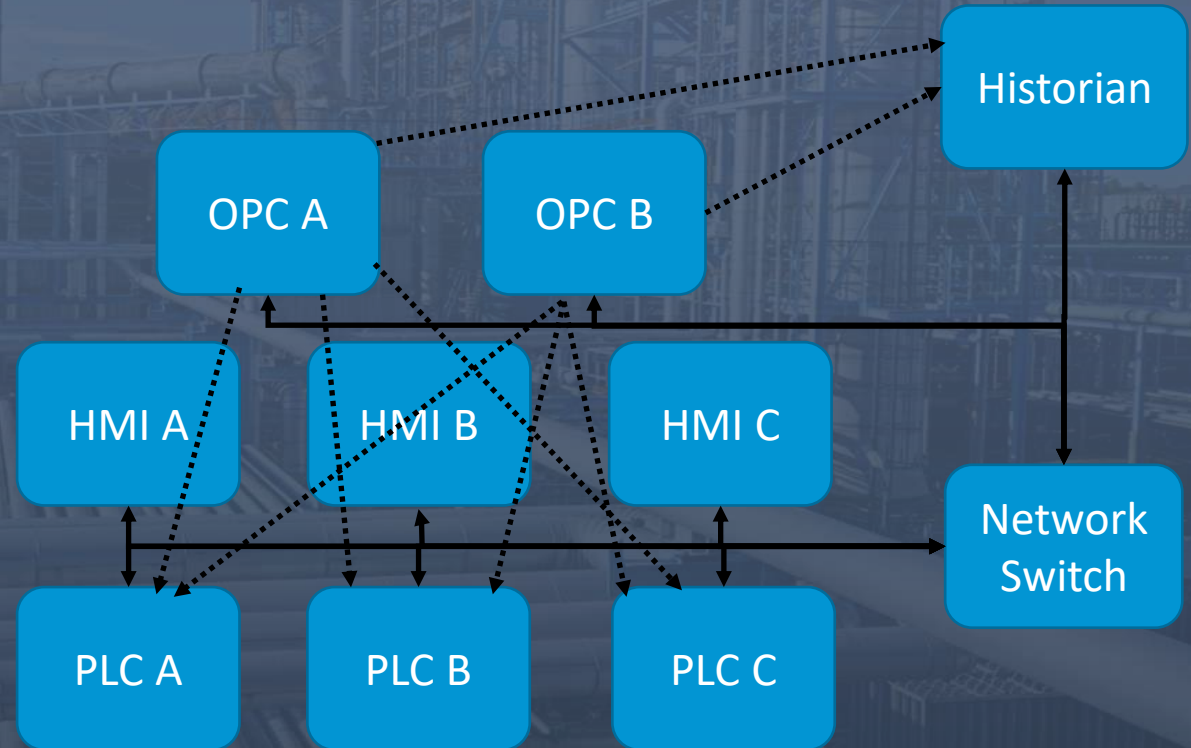 Historian
OPC A
OPC B
HMI A
HMI B
HMI C
Network
Switch
PLC A
PLC B
PLC C